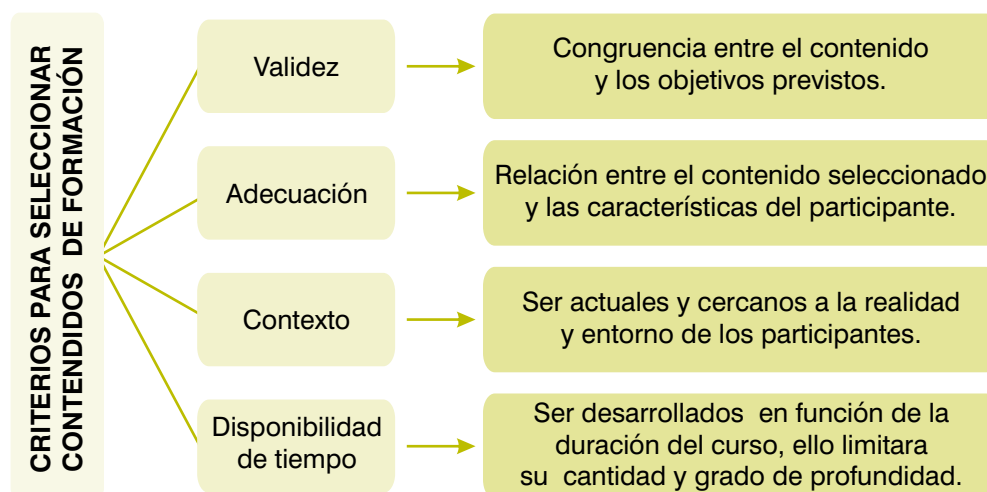 CRITERIOS PARA SELECCIONAR
CONTENDIDOS DE FORMACIÓN
Validez
Congruencia entre el contenido
y los objetivos previstos.
Adecuación
Relación entre el contenido seleccionado
y las características del participante.
Contexto
Ser actuales y cercanos a la realidad
y entorno de los participantes.
Disponibilidad
de tiempo
Ser desarrollados en función de la
duración del curso, ello limitara
su cantidad y grado de profundidad.